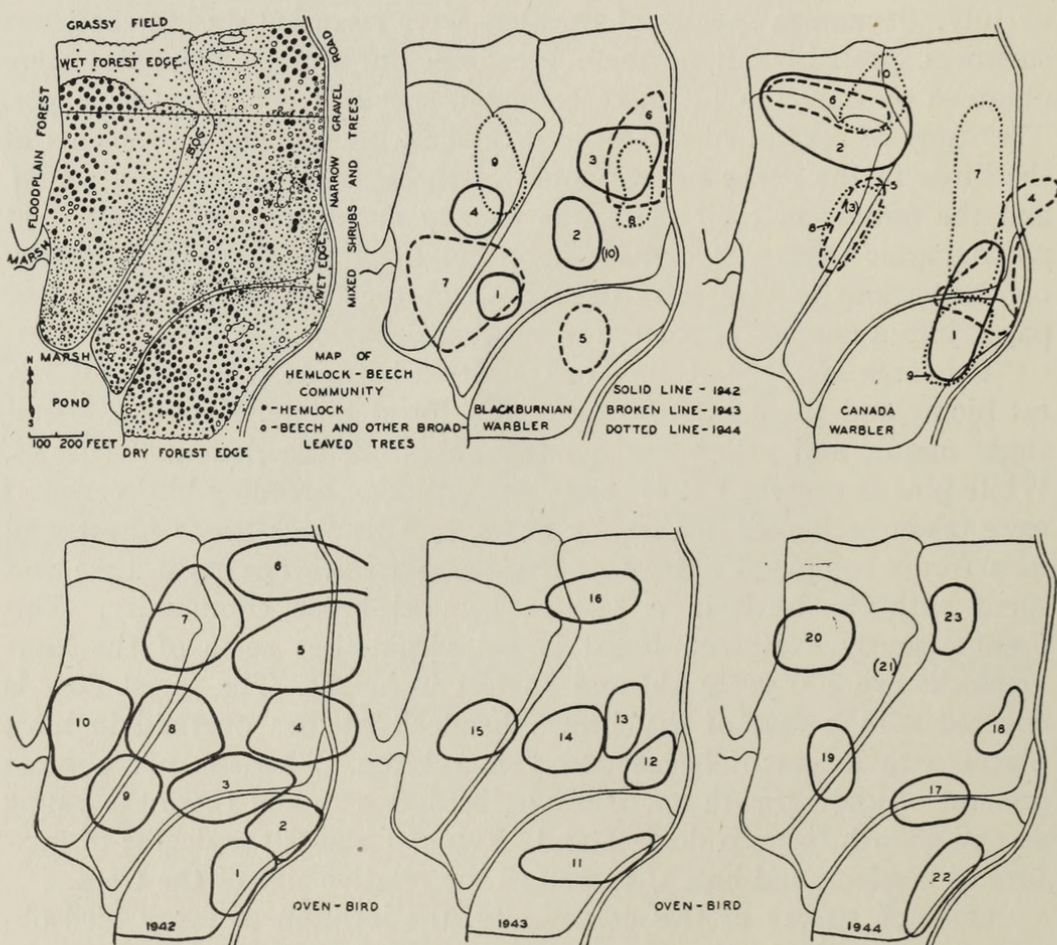 GRASSY FIELD
WET FOREST EDGE
FLOODPLAIN FOREST
BOG
MARSH
WET EDGE
NARROW GRAVEL ROAD
MIXED SHRUBS AND TREES
MARSH
POND
N
S
100 200 FEET
DRY FOREST EDGE
MAP OF
HEMLOCK-BEECH
COMMUNITY
•-HEMLOCK
o-BEECH AND OTHER BROAD-
LEAVED TREES
6
9
3
4
8
2
(10)
7
1
5
BLACKBURNIAN
WARBLER
SOLID LINE-1942
BROKEN LINE-1943
DOTTED LINE-1944
10
6
2
7
5
4
(3)
8
1
9
CANADA
WARBLER
6
7
5
10
8
4
9
3
2
1
1942
OVEN-BIRD
16
15
14
13
12
11
1943
OVEN-BIRD
20
23
(21)
18
19
17
22
1944